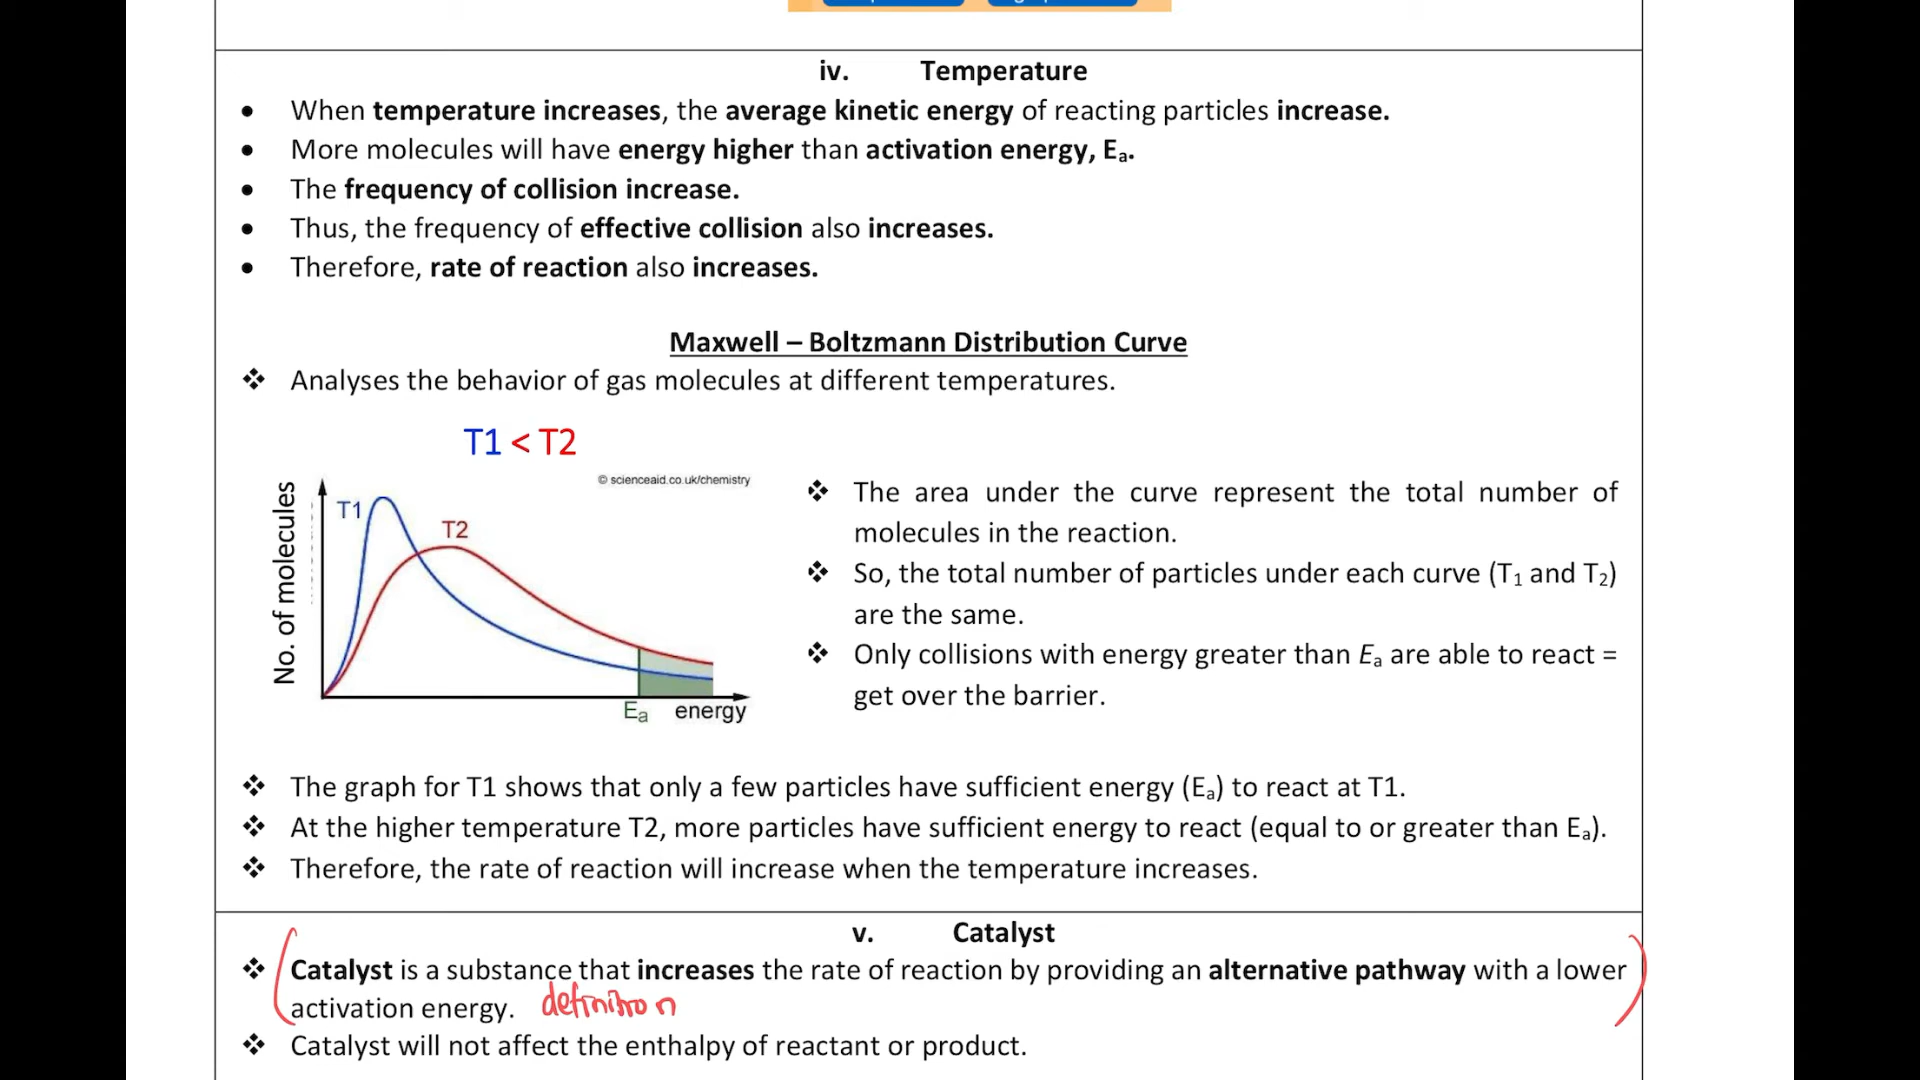 iv. Temperature
• When temperature increases, the average kinetic energy of reacting particles increase.
• More molecules will have energy higher than activation energy, Eₐ.
• The frequency of collision increase.
• Thus, the frequency of effective collision also increases.
• Therefore, rate of reaction also increases.
Maxwell – Boltzmann Distribution Curve
❖ Analyses the behavior of gas molecules at different temperatures.
T1 < T2
© scienceaid.co.uk/chemistry
No. of molecules
T1
T2
Eₐ energy
❖ The area under the curve represent the total number of
molecules in the reaction.
❖ So, the total number of particles under each curve (T₁ and T₂)
are the same.
❖ Only collisions with energy greater than Eₐ are able to react =
get over the barrier.
❖ The graph for T1 shows that only a few particles have sufficient energy (Eₐ) to react at T1.
❖ At the higher temperature T2, more particles have sufficient energy to react (equal to or greater than Eₐ).
❖ Therefore, the rate of reaction will increase when the temperature increases.
v. Catalyst
❖ Catalyst is a substance that increases the rate of reaction by providing an alternative pathway with a lower
activation energy. definition
❖ Catalyst will not affect the enthalpy of reactant or product.